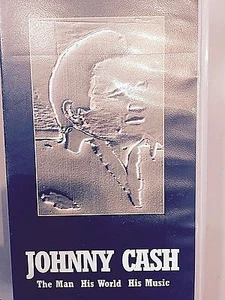 JOHNNY CASH
The Man His World His Music